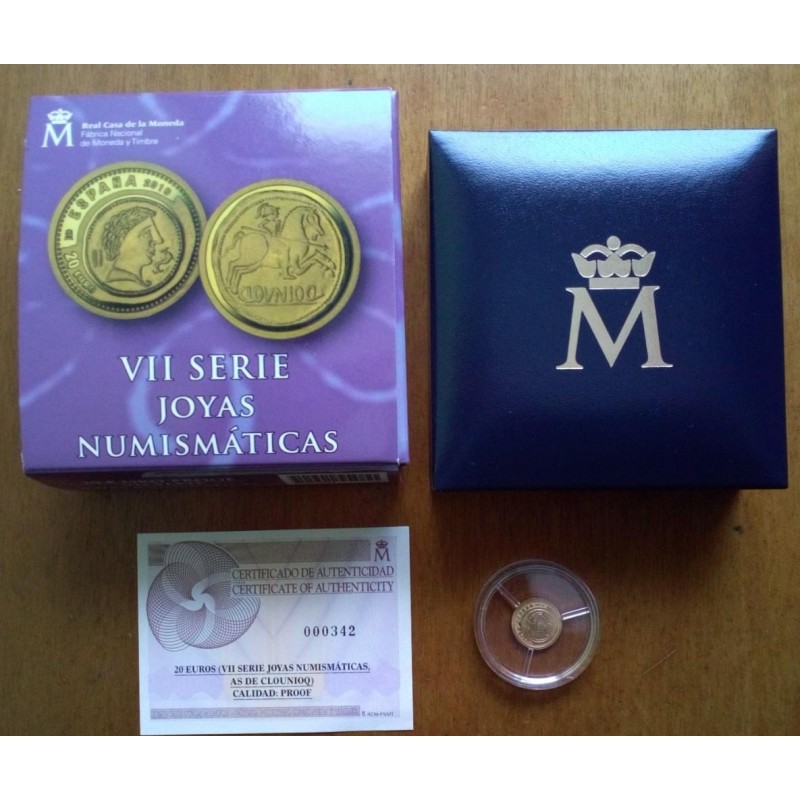 M
Real Casa de la Moneda
Fábrica Nacional
de Moneda y Timbre
ESPAÑA 2015
20 EURO
VII SERIE
JOYAS
NUMISMÁTICAS
M
M
CERTIFICADO DE AUTENTICIDAD
CERTIFICATE OF AUTHENTICITY
000342
20 EUROS (VII SERIE JOYAS NUMISMÁTICAS,
AS DE CLOUNIOQ)
CALIDAD: PROOF